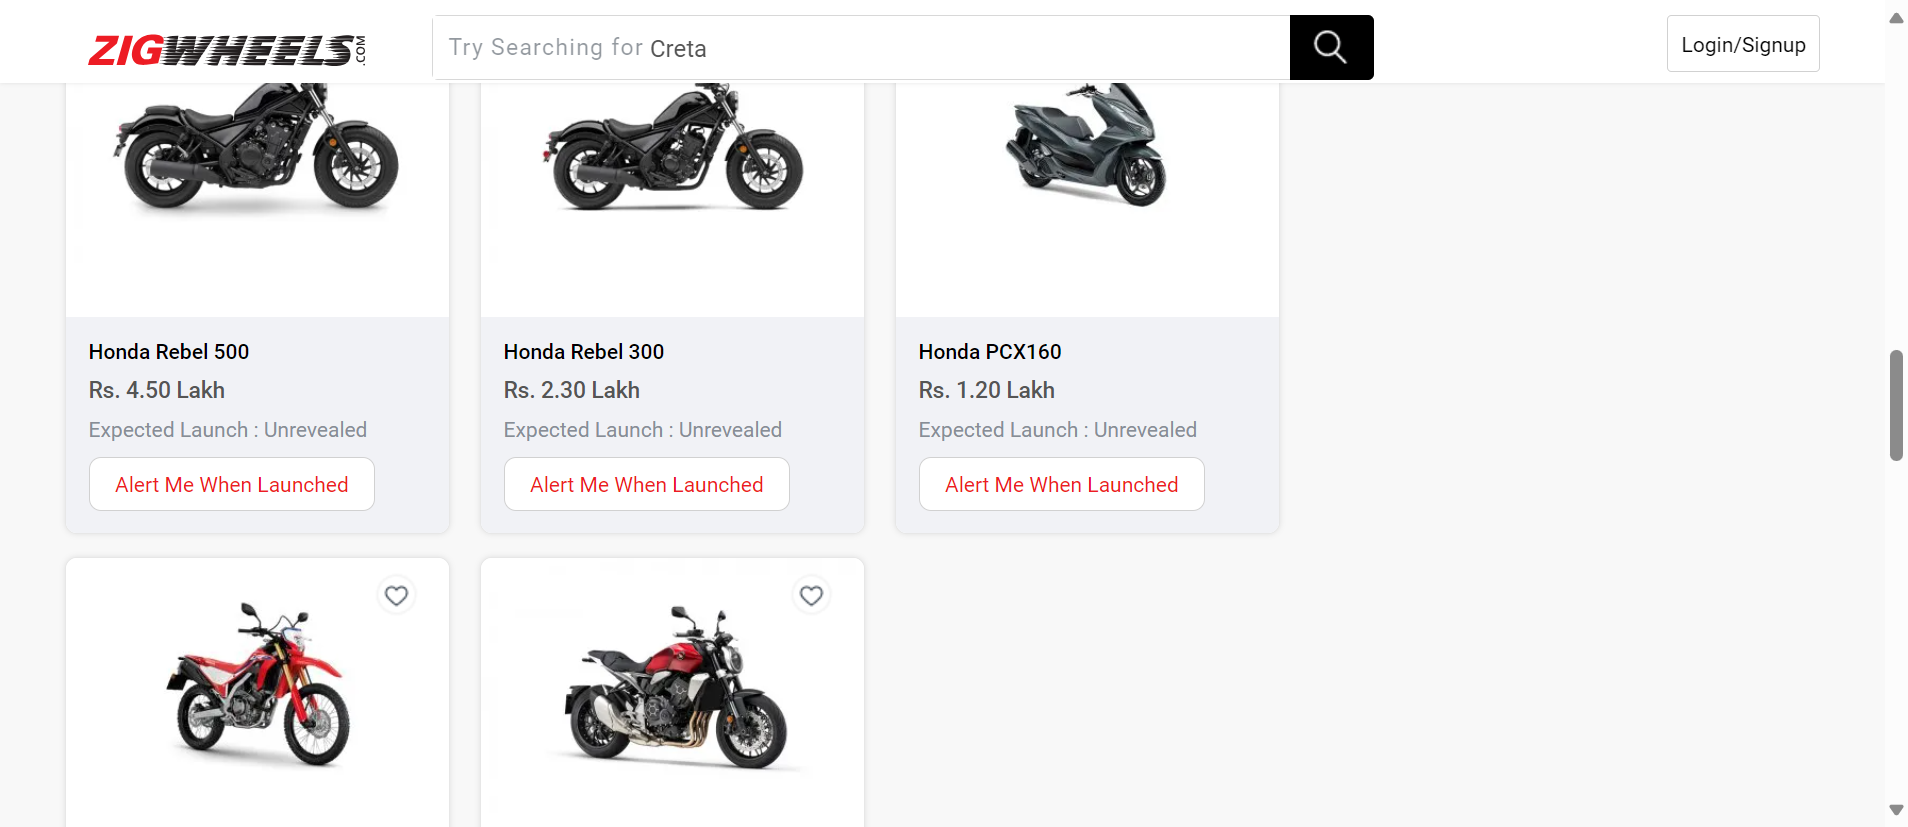 ZIGWHEELS.COM
Try Searching for Creta
Login/Signup
Honda Rebel 500
Rs. 4.50 Lakh
Expected Launch : Unrevealed
Alert Me When Launched
Honda Rebel 300
Rs. 2.30 Lakh
Expected Launch : Unrevealed
Alert Me When Launched
Honda PCX160
Rs. 1.20 Lakh
Expected Launch : Unrevealed
Alert Me When Launched